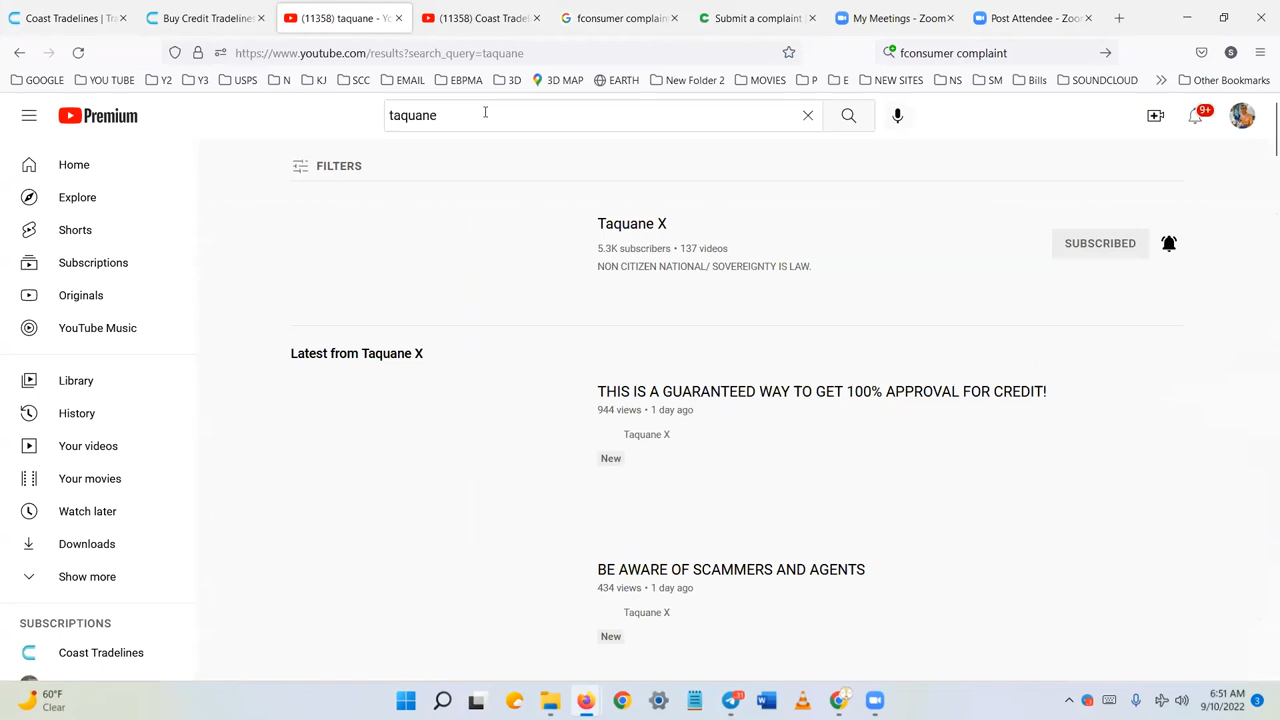 Coast Tradelines | Tra
Buy Credit Tradelines
(11358) taquane - Yo
(11358) Coast Tradel
fconsumer complain
Submit a complaint
My Meetings - Zoom
Post Attendee - Zoom
https://www.youtube.com/results?search_query=taquane
fconsumer complaint
S
GOOGLE YOU TUBE Y2 Y3 USPS N KJ SCC EMAIL EBPMA 3D 3D MAP EARTH New Folder 2 MOVIES P E NEW SITES NS SM Bills SOUNDCLOUD Other Bookmarks
Premium
taquane
9+
Home
Explore
Shorts
Subscriptions
Originals
YouTube Music
Library
History
Your videos
Your movies
Watch later
Downloads
Show more
SUBSCRIPTIONS
Coast Tradelines
FILTERS
Taquane X
5.3K subscribers • 137 videos
NON CITIZEN NATIONAL/ SOVEREIGNTY IS LAW.
SUBSCRIBED
Latest from Taquane X
THIS IS A GUARANTEED WAY TO GET 100% APPROVAL FOR CREDIT!
944 views • 1 day ago
Taquane X
New
BE AWARE OF SCAMMERS AND AGENTS
434 views • 1 day ago
Taquane X
New
60°F
Clear
6:51 AM
9/10/2022
3